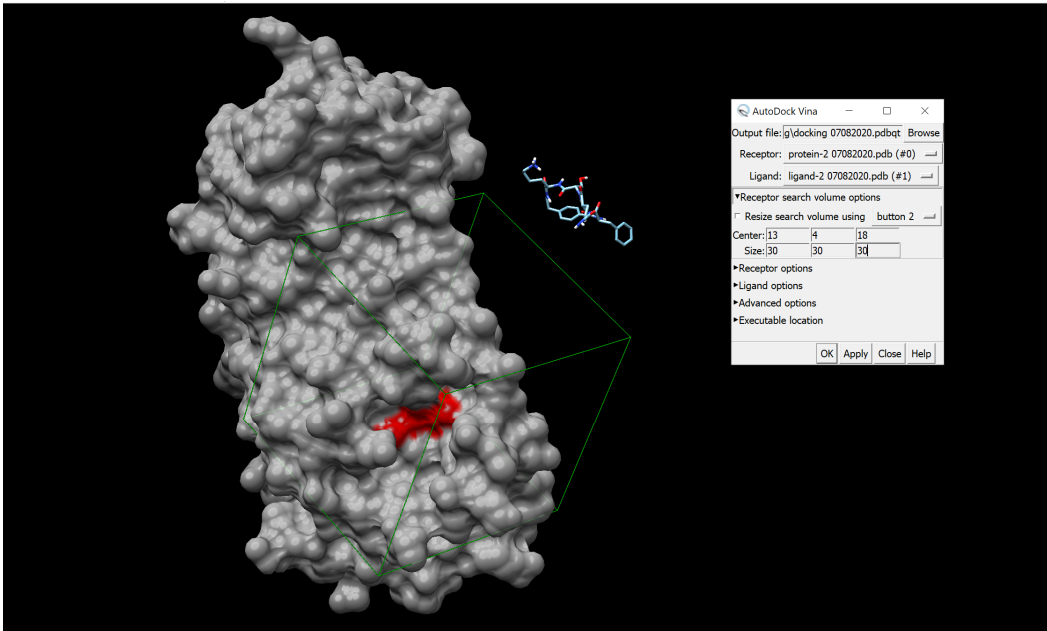 AutoDock Vina
Output file: g\docking 07082020.pdbqt Browse
Receptor: protein-2 07082020.pdb (#0)
Ligand: ligand-2 07082020.pdb (#1)
Receptor search volume options
Resize search volume using button 2
Center: 13 4 18
Size: 30 30 30
Receptor options
Ligand options
Advanced options
Executable location
OK Apply Close Help